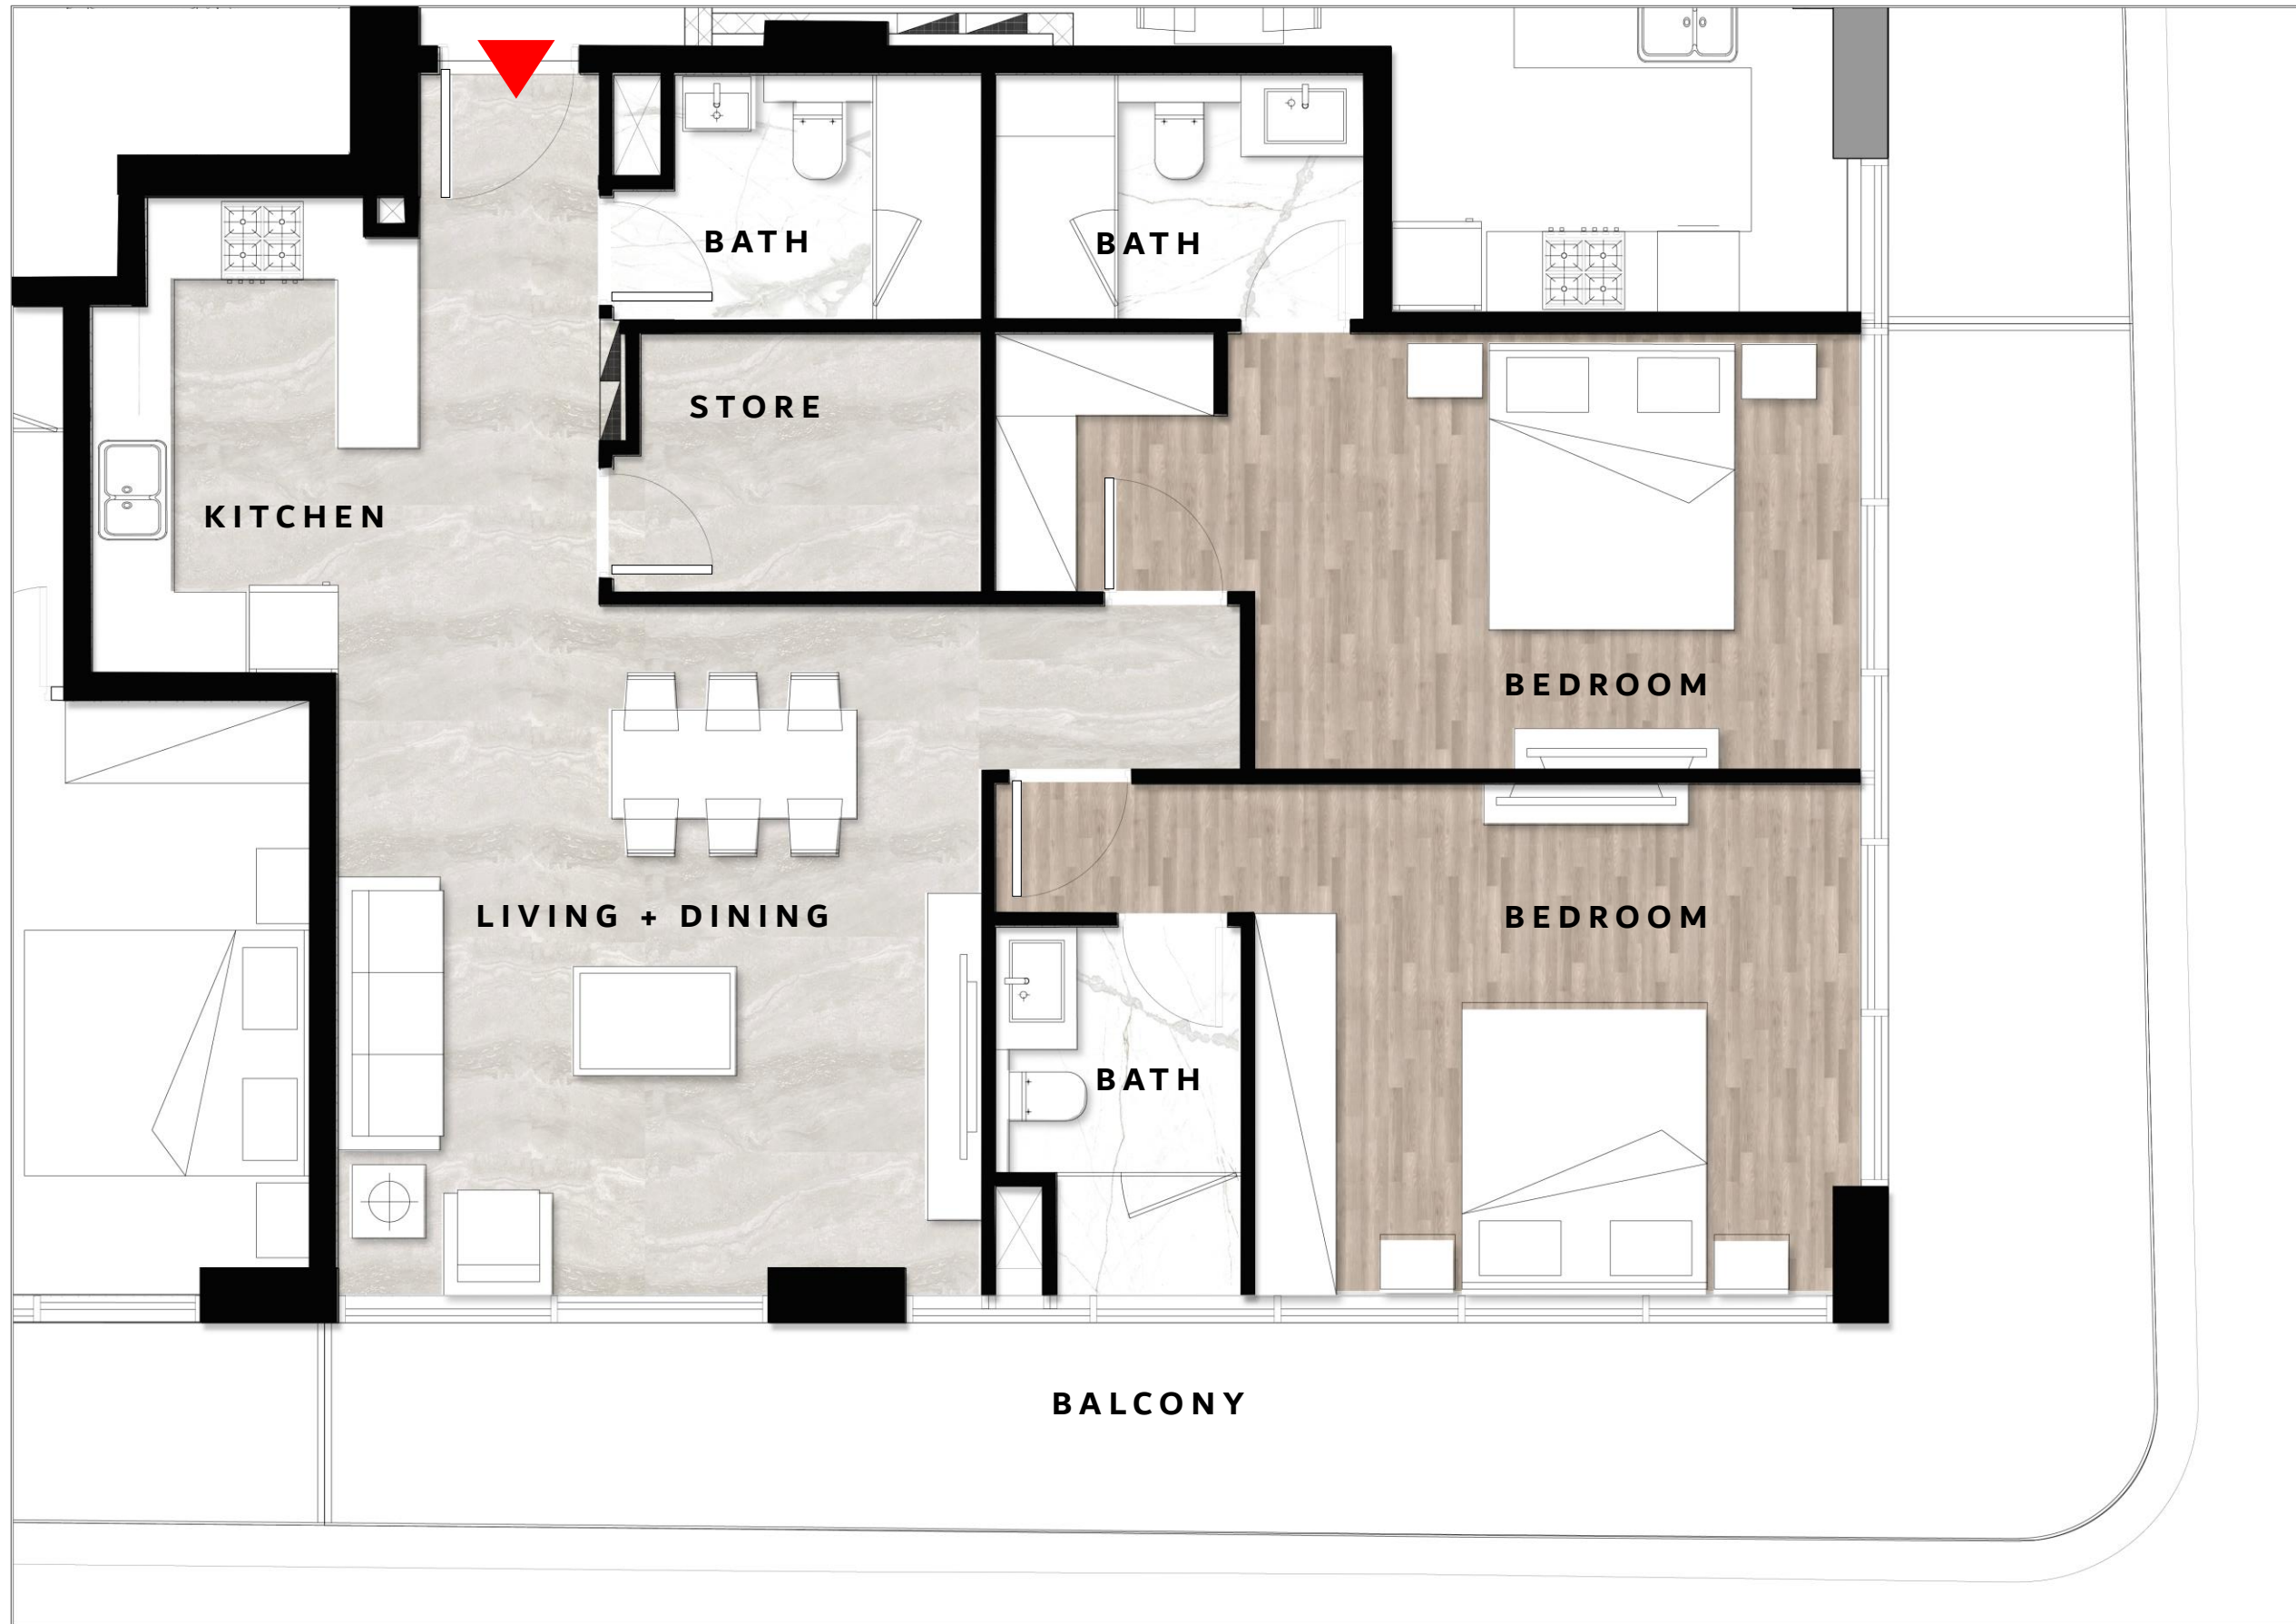 BATH
BATH
STORE
KITCHEN
BEDROOM
LIVING + DINING
BEDROOM
BATH
BALCONY